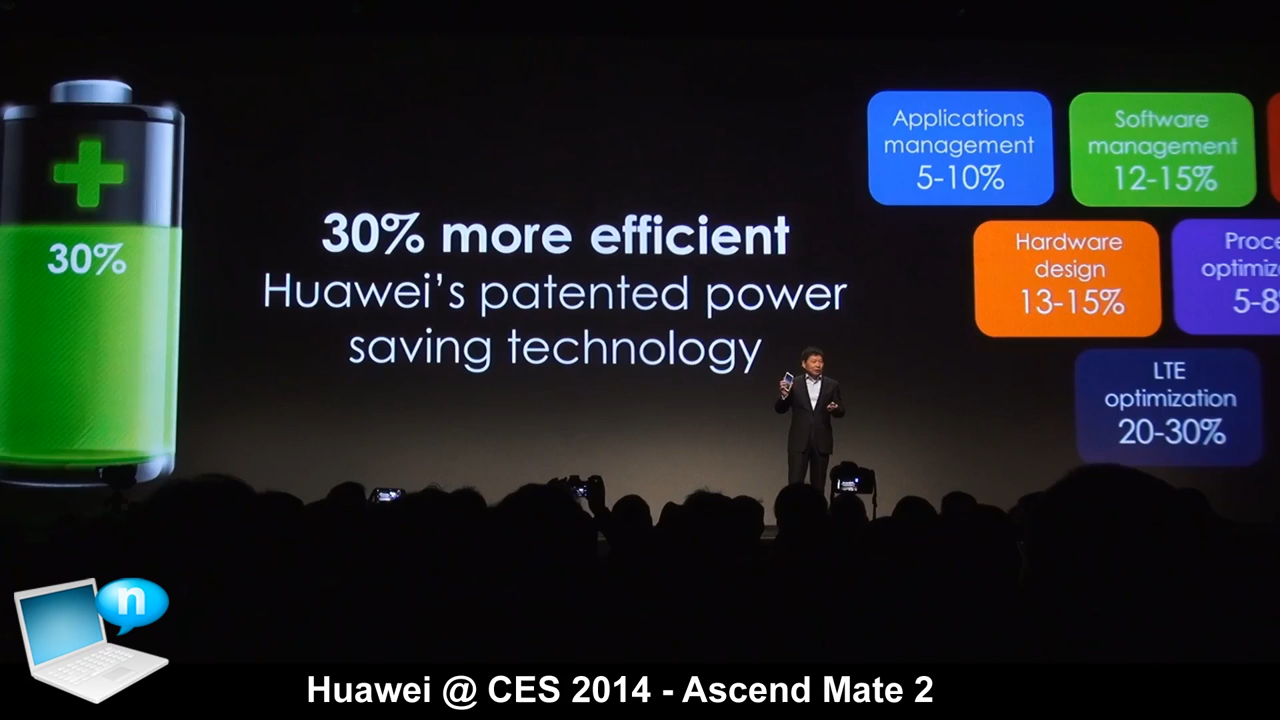 30%
30% more efficient
Huawei's patented power
saving technology
Applications
management
5-10%
Software
management
12-15%
Hardware
design
13-15%
LTE
optimization
20-30%
n
Huawei @ CES 2014 - Ascend Mate 2